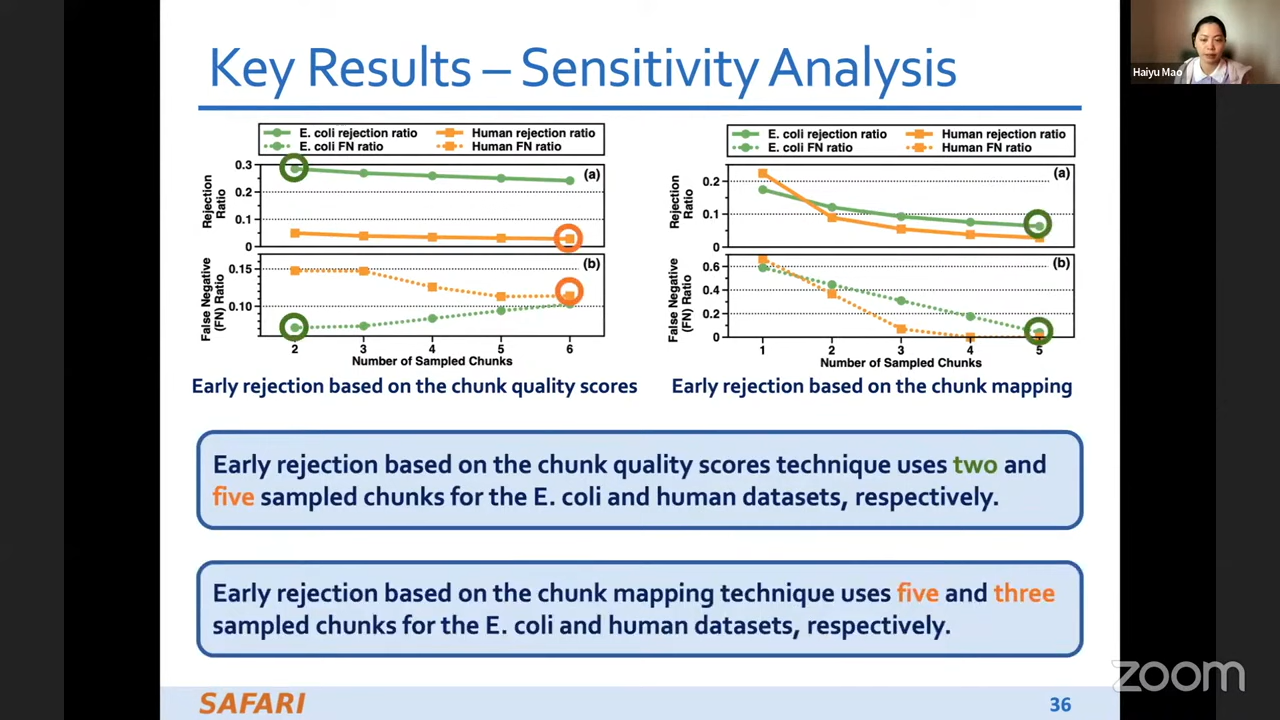 Key Results – Sensitivity Analysis
Haiyu Mao
E. coli rejection ratio
Human rejection ratio
E. coli FN ratio
Human FN ratio
0.3
0.2
0.1
0
Rejection
Ratio
(a)
0.15
0.10
False Negative
(FN) Ratio
(b)
2 3 4 5 6
Number of Sampled Chunks
Early rejection based on the chunk quality scores
E. coli rejection ratio
Human rejection ratio
E. coli FN ratio
Human FN ratio
0.2
0.1
0
Rejection
Ratio
(a)
0.6
0.4
0.2
0
False Negative
(FN) Ratio
(b)
1 2 3 4 5
Number of Sampled Chunks
Early rejection based on the chunk mapping
Early rejection based on the chunk quality scores technique uses two and
five sampled chunks for the E. coli and human datasets, respectively.
Early rejection based on the chunk mapping technique uses five and three
sampled chunks for the E. coli and human datasets, respectively.
SAFARI
36
zoom